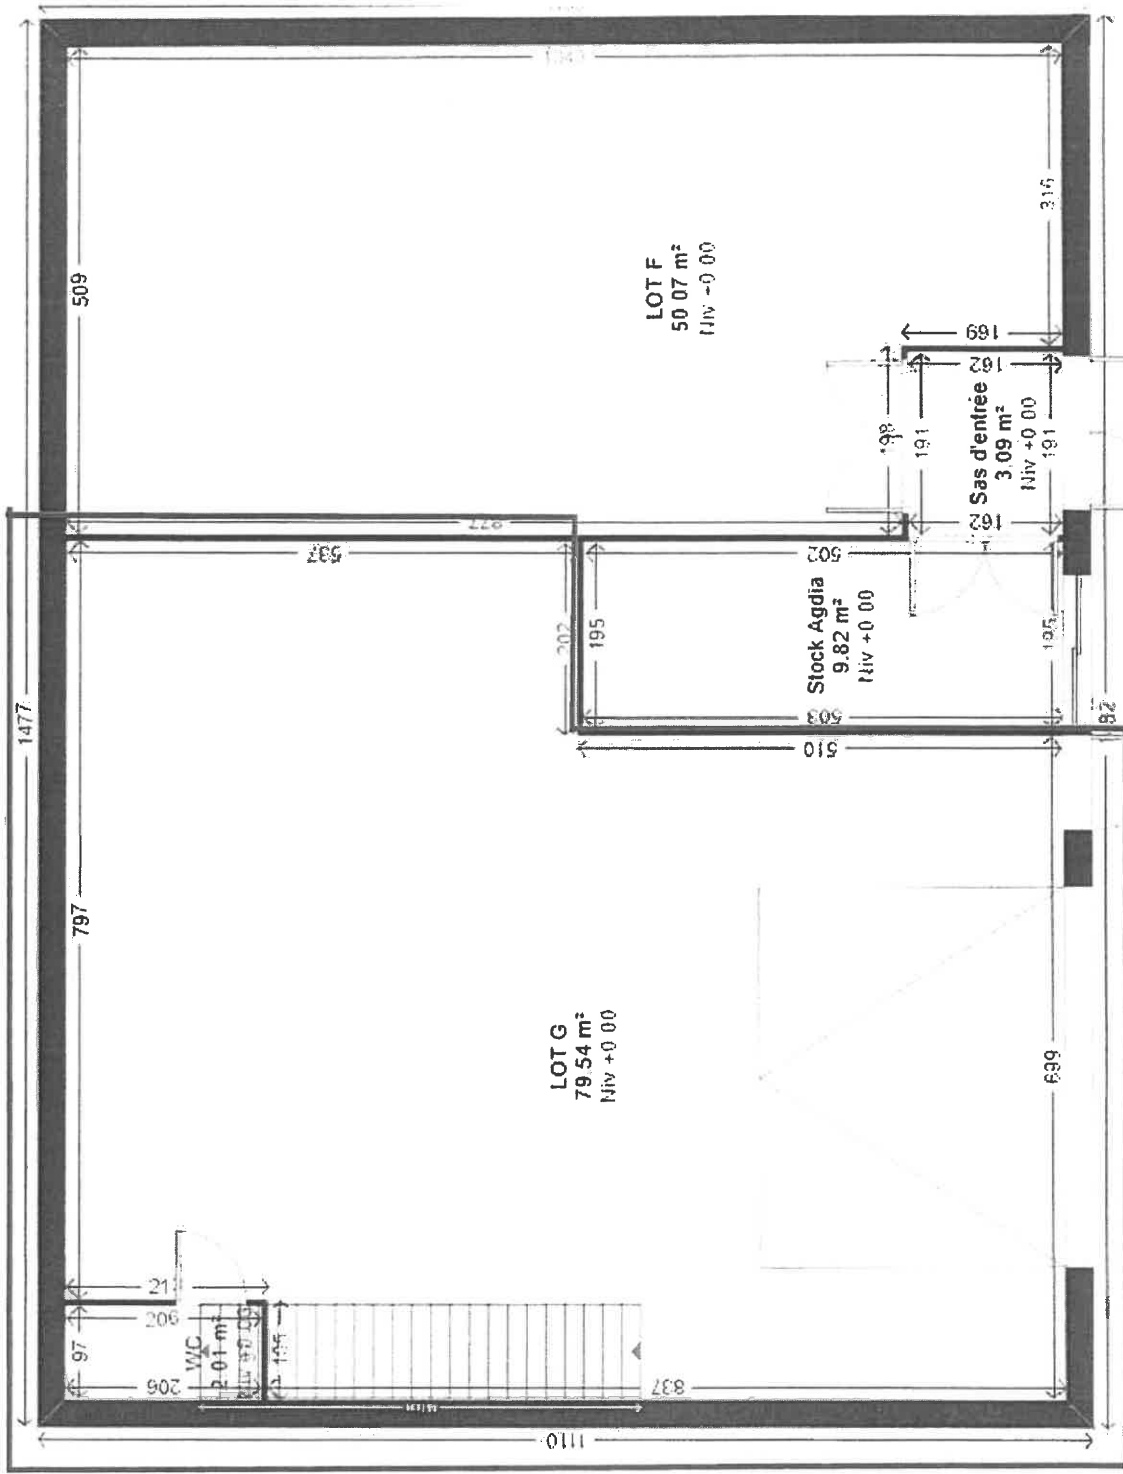 1477
509
797
97
316
LOT F
50 07 m²
Niv +0 00
169
162
198
191
191
162
Sas d'entrée
3.09 m²
Niv +0 00
877
537
502
202
195
195
Stock Agdia
9.82 m²
Niv +0 00
503
510
LOT G
79.54 m²
Niv +0 00
699
21
206
WC
2.01 m²
105
206
837
1110